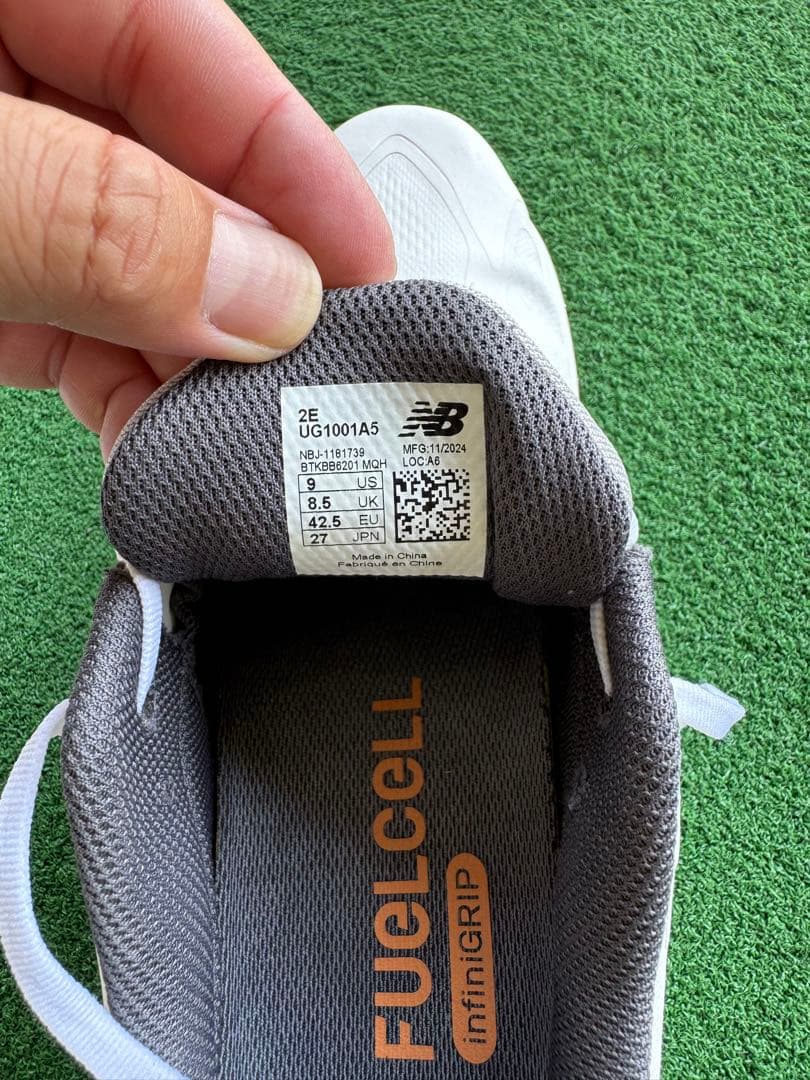 2E
UG1001A5
NB
NBJ-1181739
MFG:11/2024
BTKBB6201 MQH
LOC:A6
9 US
8.5 UK
42.5 EU
27 JPN
Made in China
Fabriqué en Chine
FUELCELL
infiniGRIP